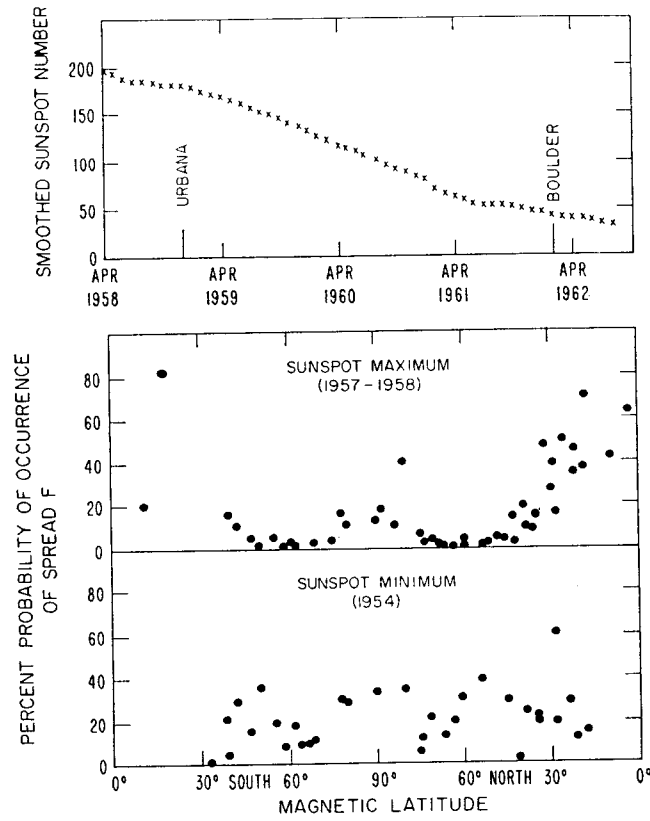 SMOOTHED SUNSPOT NUMBER
200
150
100
50
0
URBANA
BOULDER
APR APR APR APR APR
1958 1959 1960 1961 1962
PERCENT PROBABILITY OF OCCURRENCE
OF SPREAD F
SUNSPOT MAXIMUM
(1957-1958)
80
60
40
20
0
SUNSPOT MINIMUM
(1954)
80
60
40
20
0
0° 30° SOUTH 60° 90° 60° NORTH 30° 0°
MAGNETIC LATITUDE